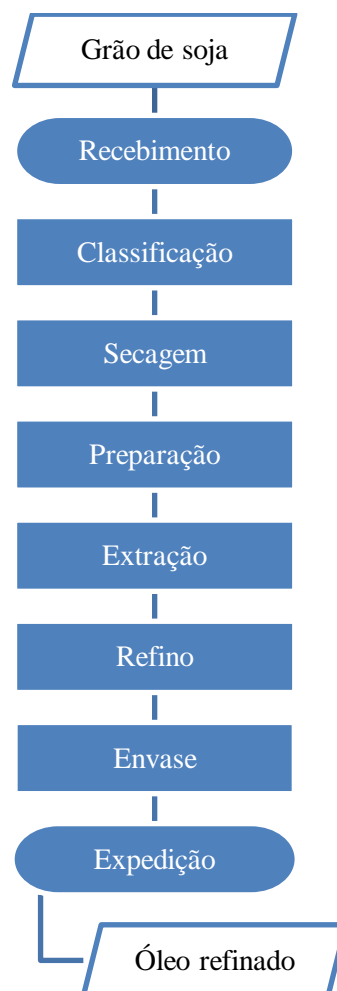 Grão de soja
Recebimento
Classificação
Secagem
Preparação
Extração
Refino
Envase
Expedição
Óleo refinado